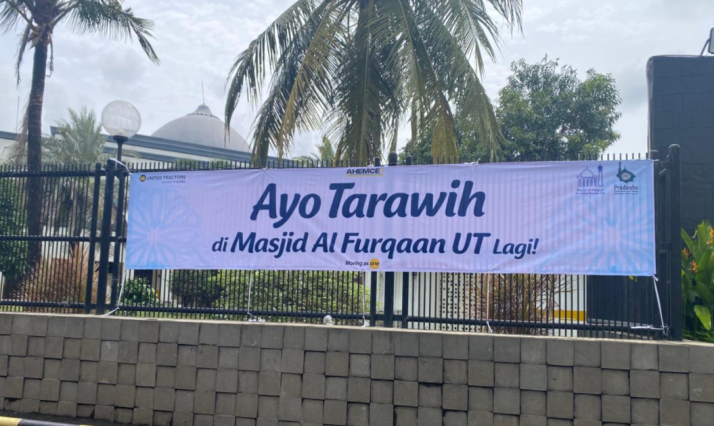 UNITED TRACTORS
AHEMCE
Ayo Tarawih
di Masjid Al Furqaan UT Lagi!
Moving as one